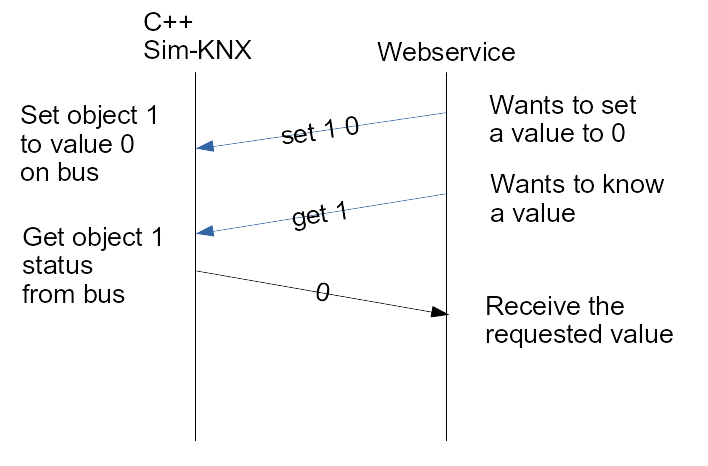 C++
Sim-KNX
Webservice
Set object 1
to value 0
on bus
set 1 0
Wants to set
a value to 0
get 1
Wants to know
a value
Get object 1
status
from bus
0
Receive the
requested value